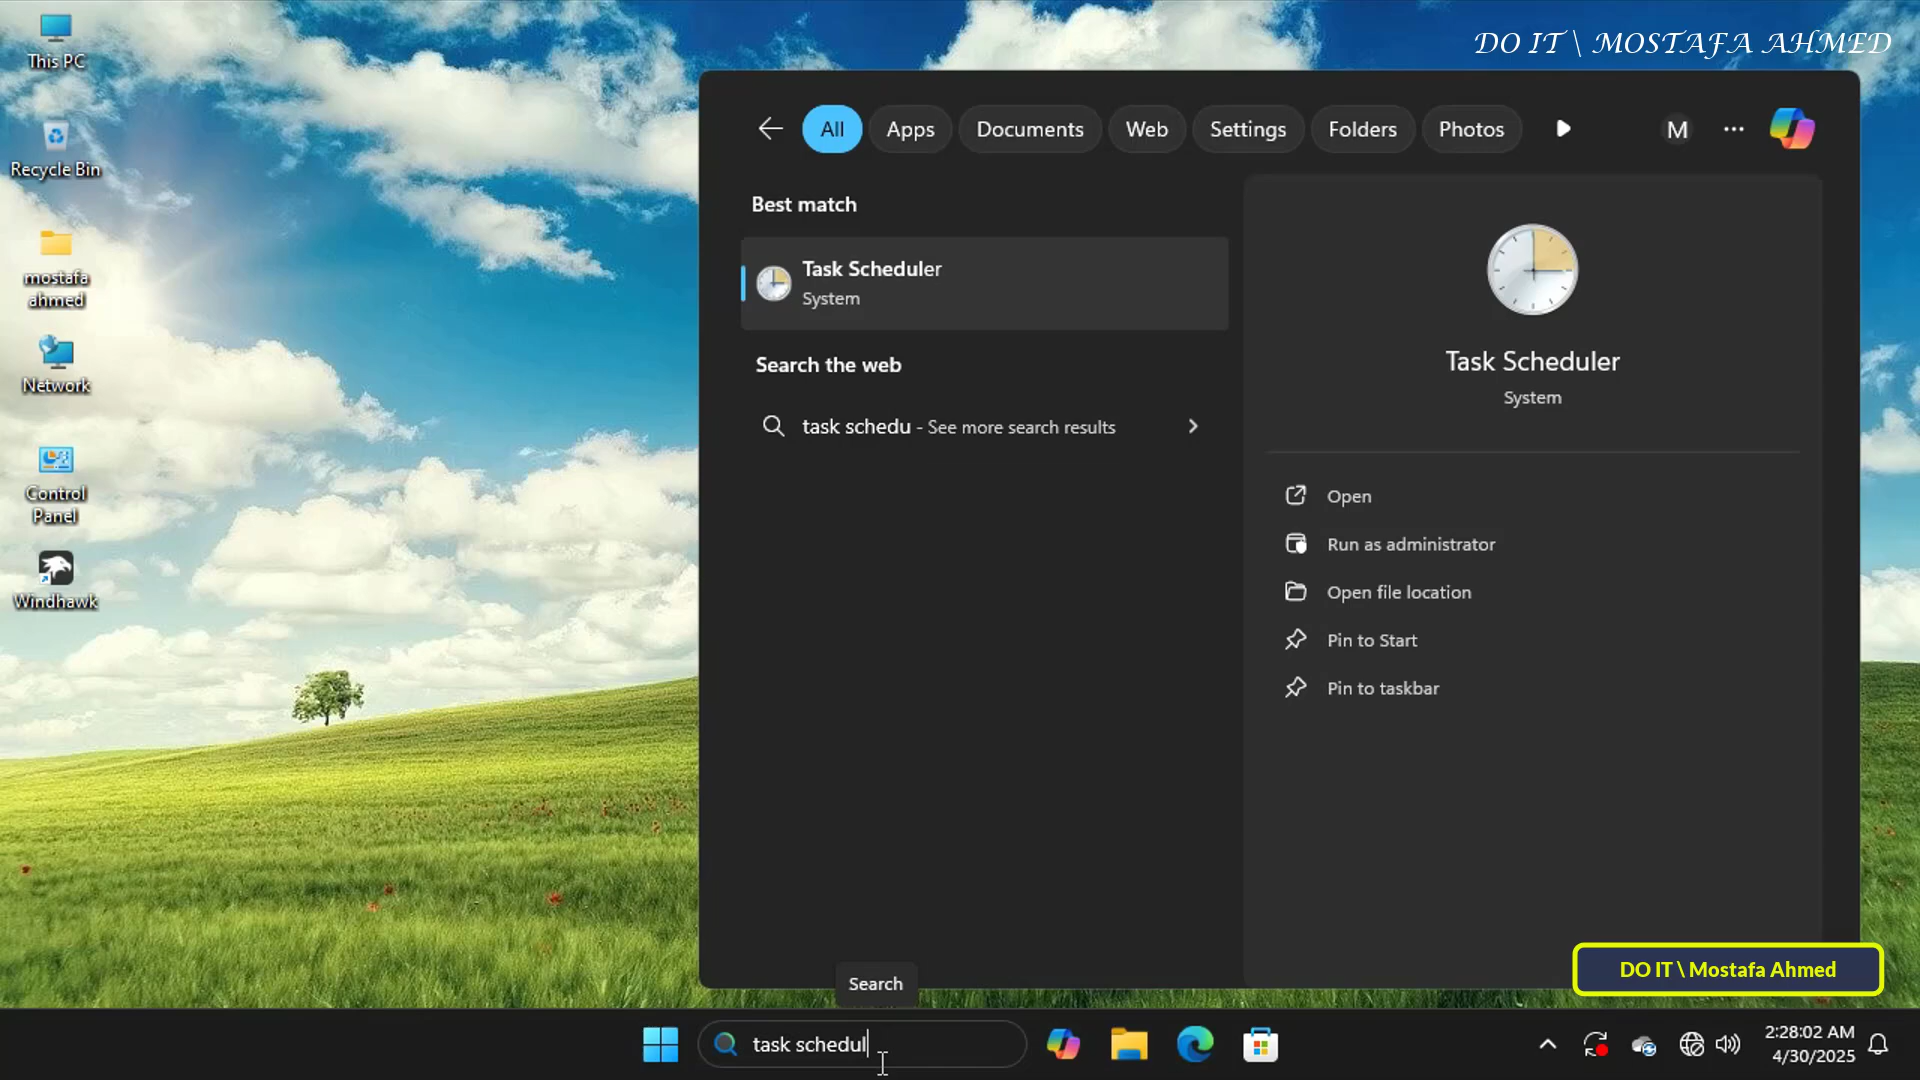 This PC
Recycle Bin
mostafa
ahmed
Network
Control
Panel
Windhawk
DO IT \ MOSTAFA AHMED
All
Apps
Documents
Web
Settings
Folders
Photos
M
Best match
Task Scheduler
System
Search the web
task schedu - See more search results
Task Scheduler
System
Open
Run as administrator
Open file location
Pin to Start
Pin to taskbar
DO IT \ Mostafa Ahmed
Search
task schedul
2:28:02 AM
4/30/2025